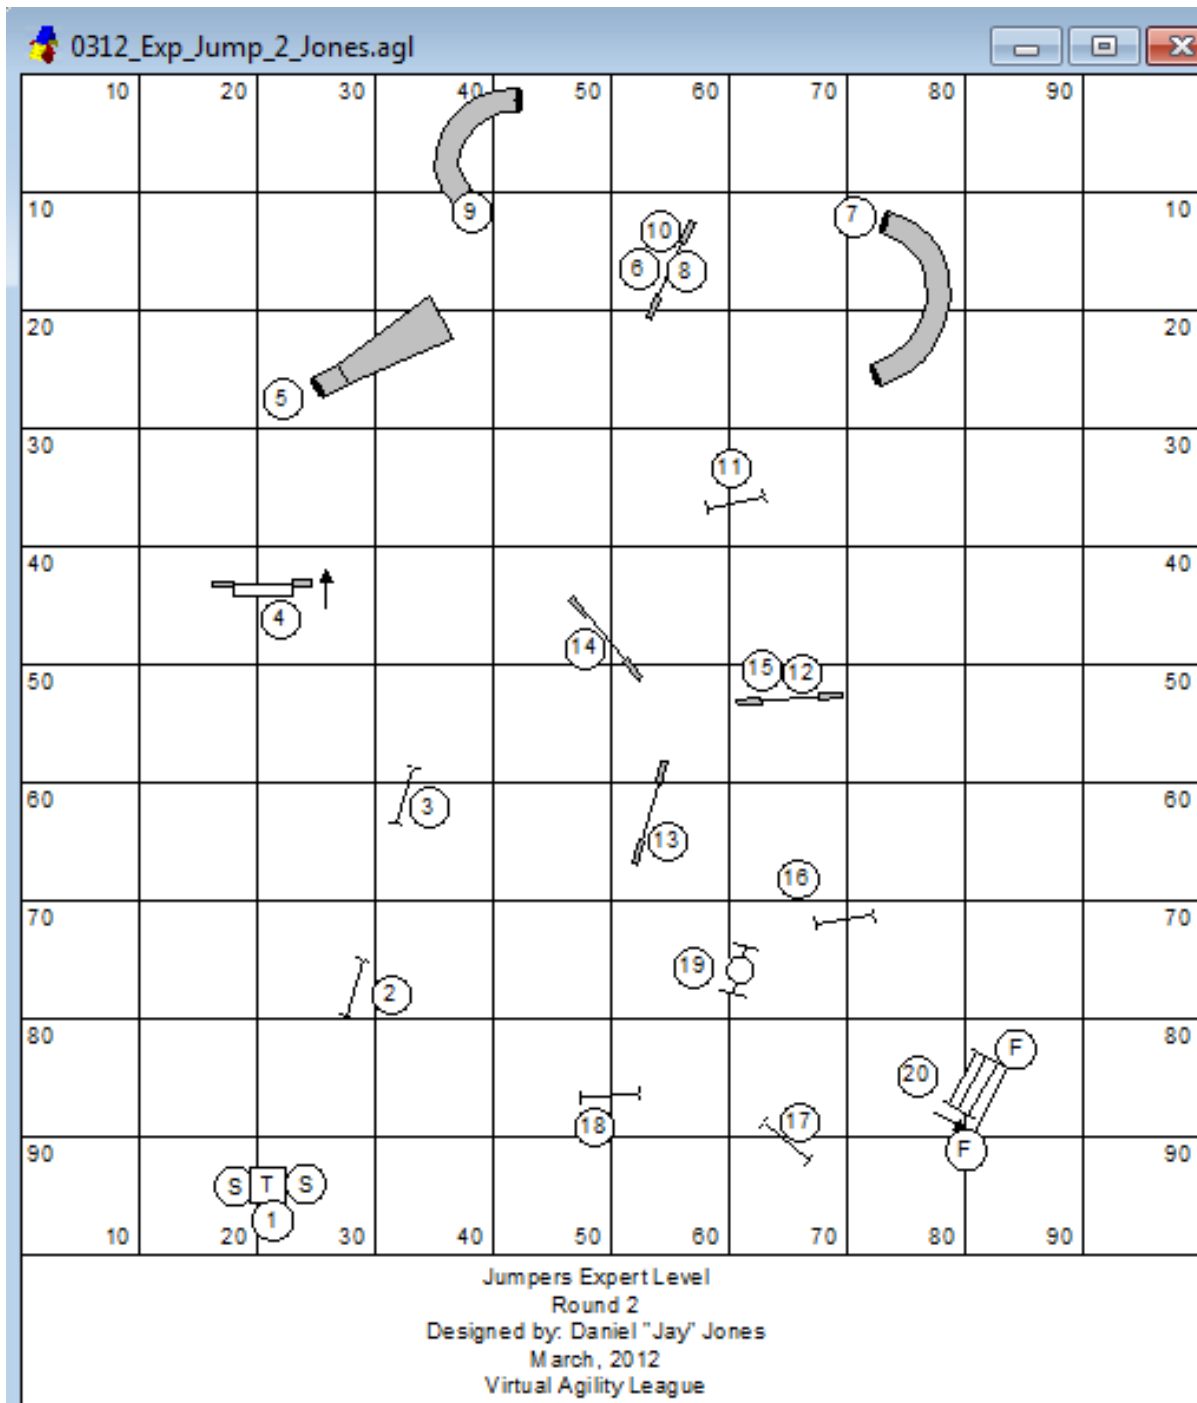 0312_Exp_Jump_2_Jones.agl
10 20 30 40 50 60 70 80 90
10 9 10 7 10
6 8
20 20
5
30 30
11
40 40
4
14
50 15 12 50
60 3 60
13
16
70 70
19
2
80 80
F
20
18 17
90 F 90
S T S
1
10 20 30 40 50 60 70 80 90
Jumpers Expert Level
Round 2
Designed by: Daniel "Jay" Jones
March, 2012
Virtual Agility League